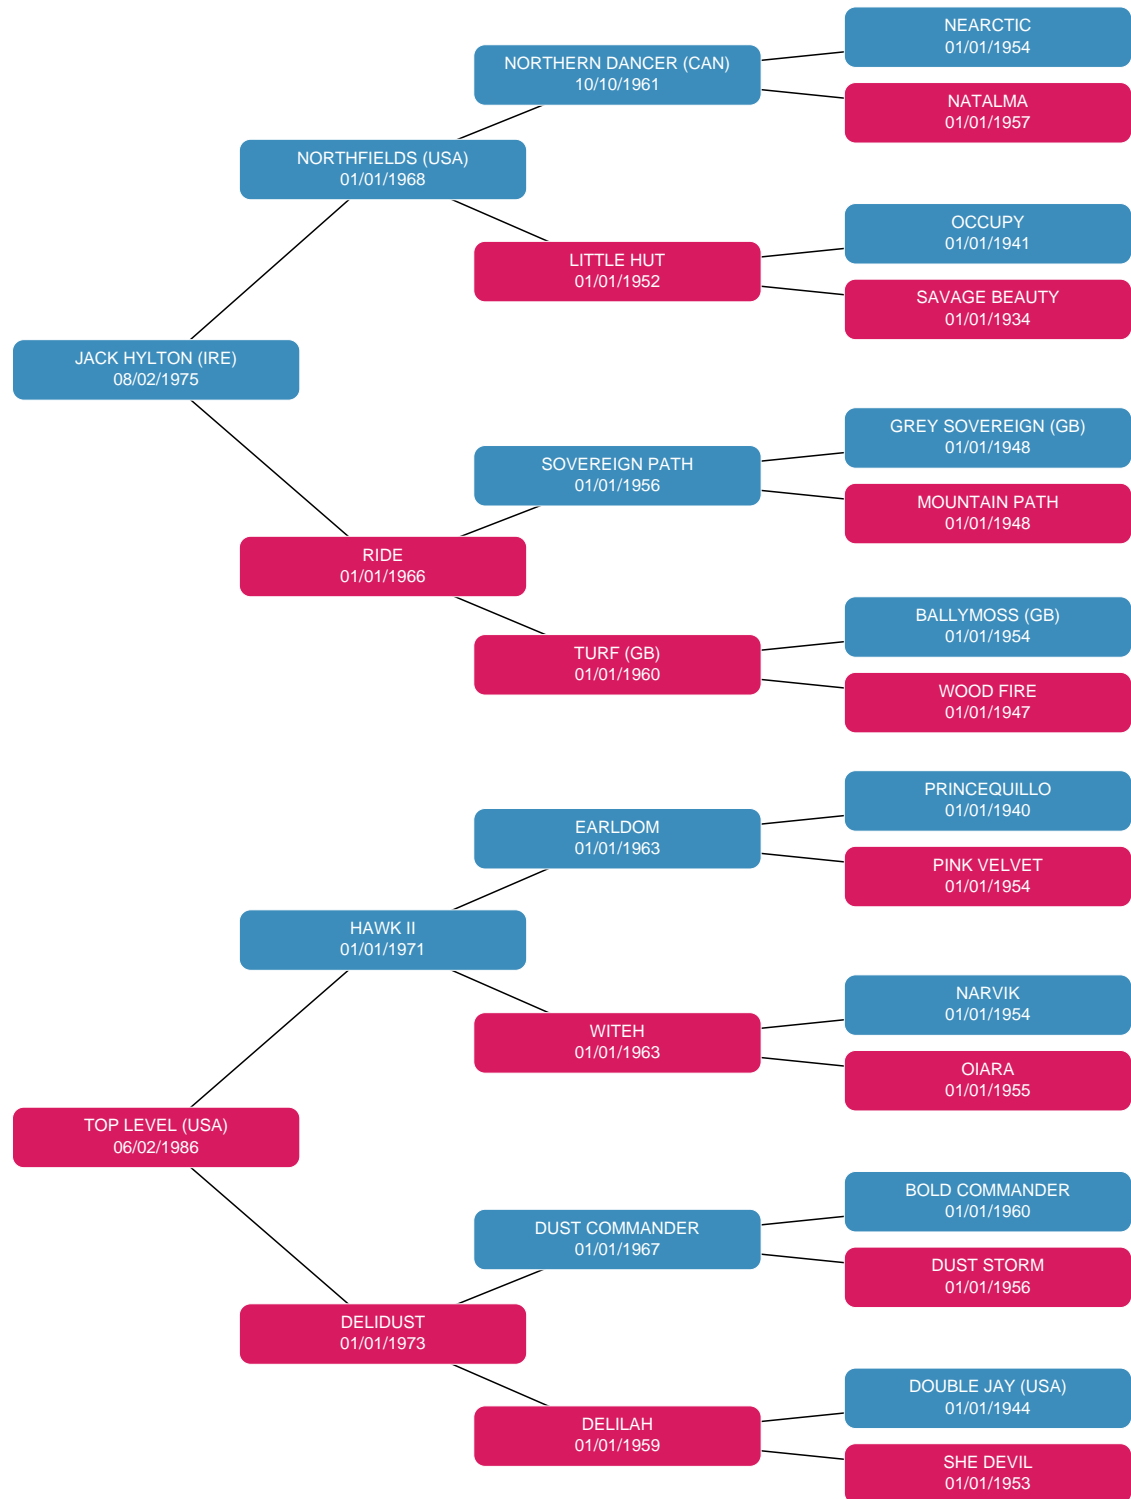 NEARCTIC
01/01/1954
NORTHERN DANCER (CAN)
10/10/1961
NATALMA
01/01/1957
NORTHFIELDS (USA)
01/01/1968
OCCUPY
01/01/1941
LITTLE HUT
01/01/1952
SAVAGE BEAUTY
01/01/1934
JACK HYLTON (IRE)
08/02/1975
GREY SOVEREIGN (GB)
01/01/1948
SOVEREIGN PATH
01/01/1956
MOUNTAIN PATH
01/01/1948
RIDE
01/01/1966
BALLYMOSS (GB)
01/01/1954
TURF (GB)
01/01/1960
WOOD FIRE
01/01/1947
PRINCEQUILLO
01/01/1940
EARLDOM
01/01/1963
PINK VELVET
01/01/1954
HAWK II
01/01/1971
NARVIK
01/01/1954
WITEH
01/01/1963
OIARA
01/01/1955
TOP LEVEL (USA)
06/02/1986
BOLD COMMANDER
01/01/1960
DUST COMMANDER
01/01/1967
DUST STORM
01/01/1956
DELIDUST
01/01/1973
DOUBLE JAY (USA)
01/01/1944
DELILAH
01/01/1959
SHE DEVIL
01/01/1953